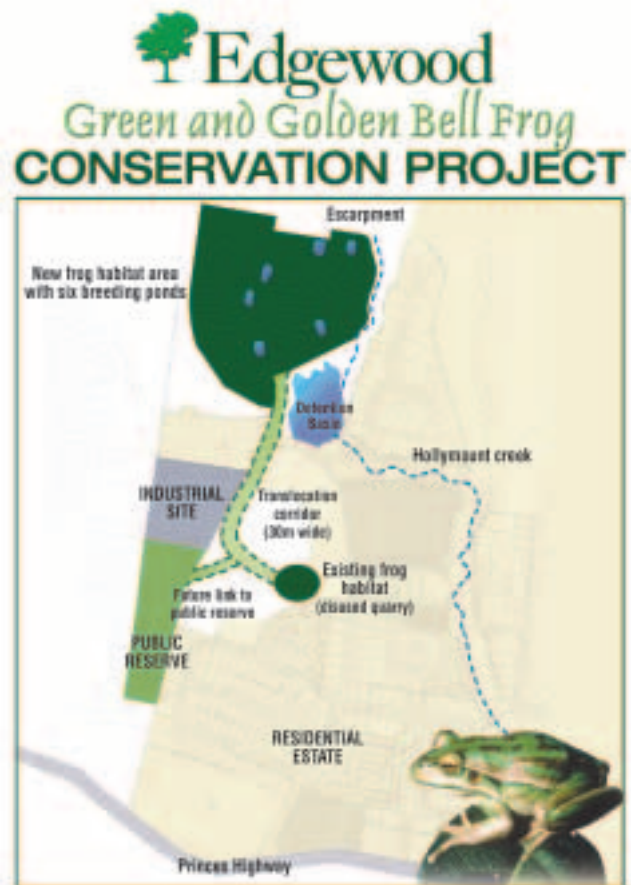 Edgewood
Green and Golden Bell Frog
CONSERVATION PROJECT
Escarpment
New frog habitat area
with six breeding ponds
Detention
Basin
Hollymount creek
INDUSTRIAL
SITE
Translocation
corridor
(30m wide)
Existing frog
habitat
(disused quarry)
Future link to
public reserve
PUBLIC
RESERVE
RESIDENTIAL
ESTATE
Princes Highway